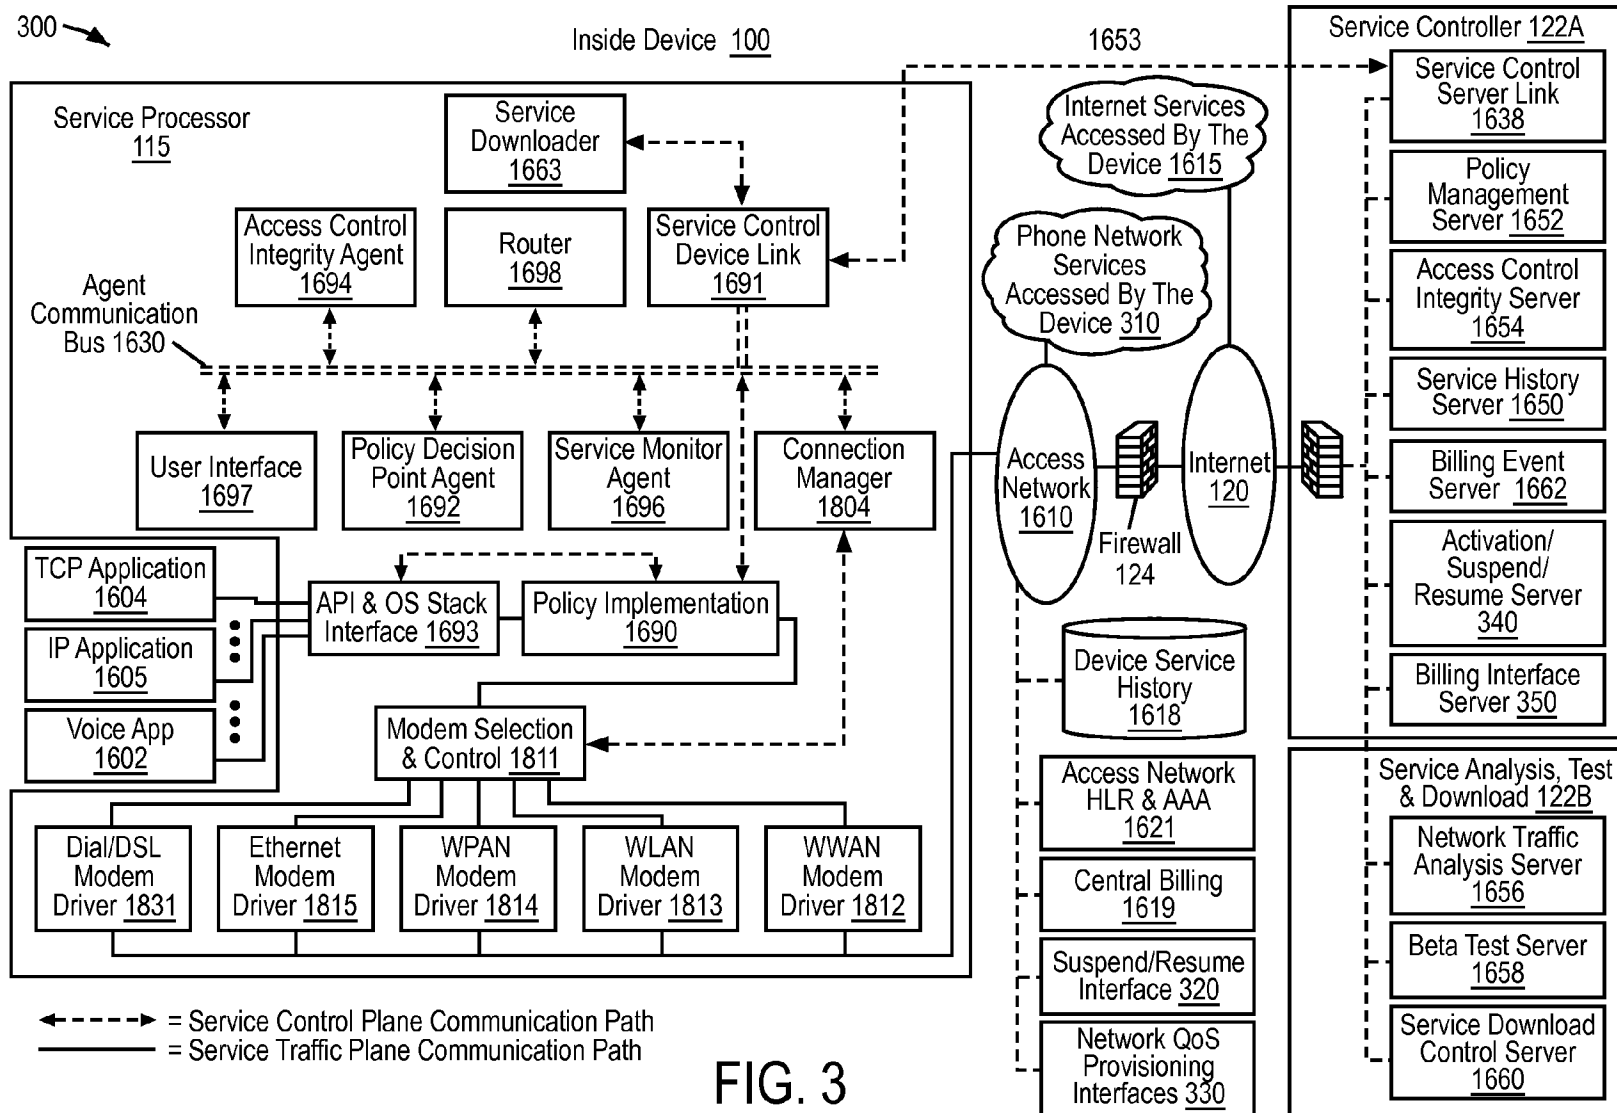 300
Inside Device 100
1653
Service Controller 122A
Service Processor
115
Service
Downloader
1663
Access Control
Integrity Agent
1694
Router
1698
Service Control
Device Link
1691
Agent
Communication
Bus 1630
User Interface
1697
Policy Decision
Point Agent
1692
Service Monitor
Agent
1696
Connection
Manager
1804
TCP Application
1604
IP Application
1605
Voice App
1602
API & OS Stack
Interface 1693
Policy Implementation
1690
Modem Selection
& Control 1811
Dial/DSL
Modem
Driver 1831
Ethernet
Modem
Driver 1815
WPAN
Modem
Driver 1814
WLAN
Modem
Driver 1813
WWAN
Modem
Driver 1812
Internet Services
Accessed By The
Device 1615
Phone Network
Services
Accessed By The
Device 310
Access
Network
1610
Firewall
124
Internet
120
Device Service
History
1618
Access Network
HLR & AAA
1621
Central Billing
1619
Suspend/Resume
Interface 320
Network QoS
Provisioning
Interfaces 330
Service Control
Server Link
1638
Policy
Management
Server 1652
Access Control
Integrity Server
1654
Service History
Server 1650
Billing Event
Server 1662
Activation/
Suspend/
Resume Server
340
Billing Interface
Server 350
Service Analysis, Test
& Download 122B
Network Traffic
Analysis Server
1656
Beta Test Server
1658
Service Download
Control Server
1660
= Service Control Plane Communication Path
= Service Traffic Plane Communication Path
FIG. 3